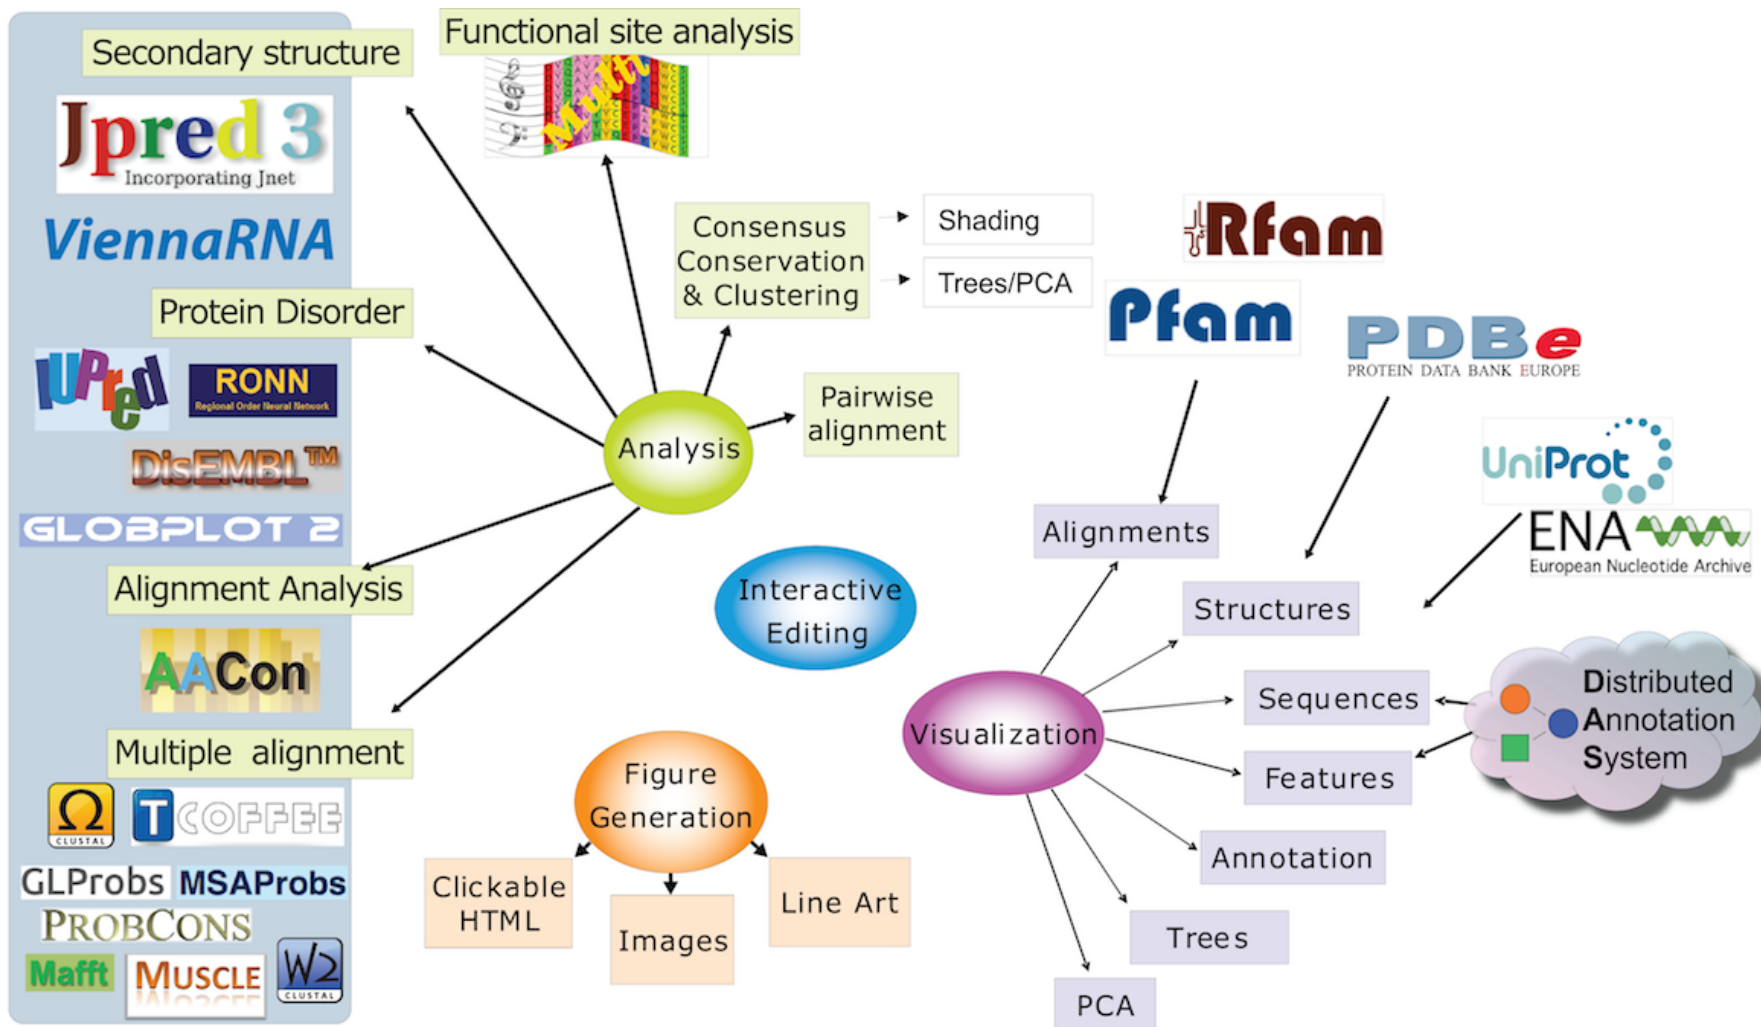 Secondary structure
Jpred 3
Incorporating Jnet
ViennaRNA
Protein Disorder
IUPred
RONN
Regional Order Neural Network
DisEMBL™
GLOBPLOT 2
Alignment Analysis
AACon
Multiple alignment
Ω
CLUSTAL
T COFFEE
GLProbs
MSAProbs
PROBCONS
Mafft
MUSCLE
W2
CLUSTAL
Functional site analysis
Multi
Consensus
Conservation
& Clustering
Shading
Trees/PCA
Pairwise
alignment
Analysis
Interactive
Editing
Figure
Generation
Clickable
HTML
Images
Line Art
Rfam
Pfam
PDBe
PROTEIN DATA BANK EUROPE
UniProt
ENA
European Nucleotide Archive
Alignments
Structures
Visualization
Sequences
Features
Annotation
Trees
PCA
Distributed
Annotation
System